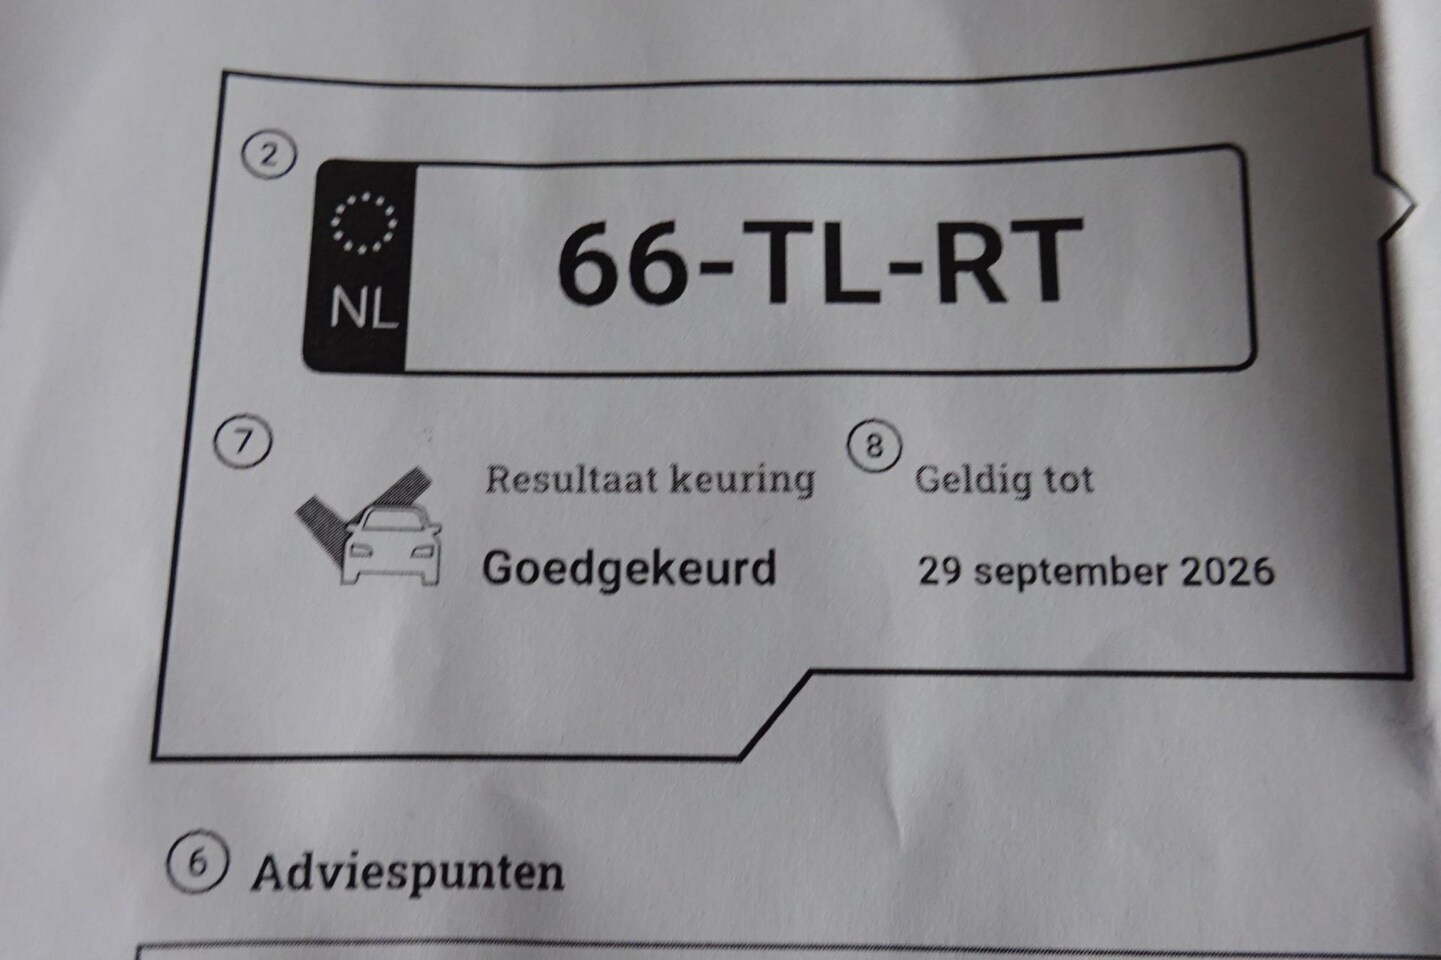 2
NL
66-TL-RT
7
Resultaat keuring
Goedgekeurd
8
Geldig tot
29 september 2026
6 Adviespunten